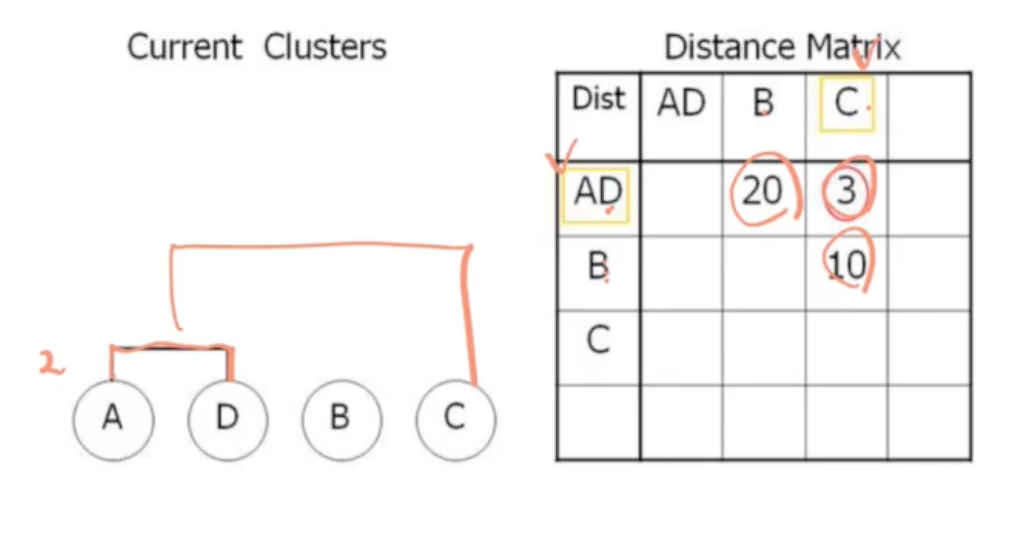 Current Clusters
Distance Matrix
Dist AD B C
AD 20 3
B 10
C
2
A D B C